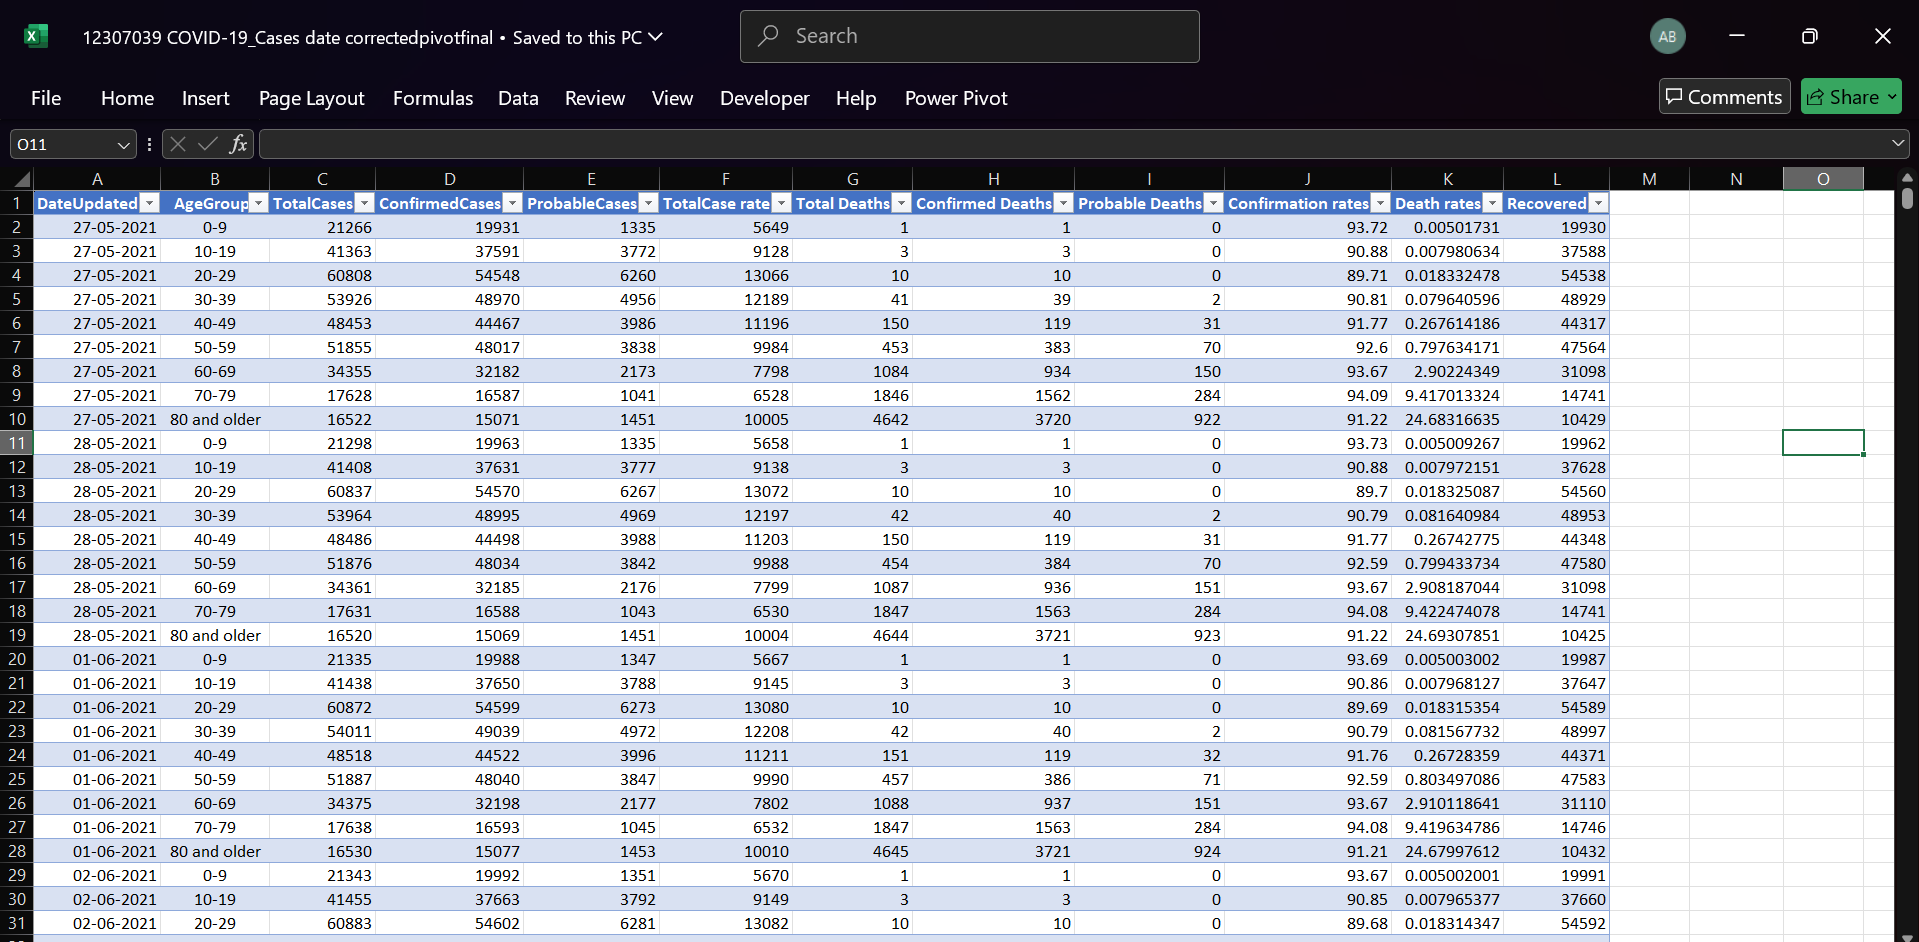 12307039 COVID-19_Cases date correctedpivotfinal • Saved to this PC
Search
AB
File Home Insert Page Layout Formulas Data Review View Developer Help Power Pivot
Comments Share
O11 fx
A B C D E F G H I J K L M N O
1 DateUpdated AgeGroup TotalCases ConfirmedCases ProbableCases TotalCase rate Total Deaths Confirmed Deaths Probable Deaths Confirmation rates Death rates Recovered
2 27-05-2021 0-9 21266 19931 1335 5649 1 1 0 93.72 0.00501731 19930
3 27-05-2021 10-19 41363 37591 3772 9128 3 3 0 90.88 0.007980634 37588
4 27-05-2021 20-29 60808 54548 6260 13066 10 10 0 89.71 0.018332478 54538
5 27-05-2021 30-39 53926 48970 4956 12189 41 39 2 90.81 0.079640596 48929
6 27-05-2021 40-49 48453 44467 3986 11196 150 119 31 91.77 0.267614186 44317
7 27-05-2021 50-59 51855 48017 3838 9984 453 383 70 92.6 0.797634171 47564
8 27-05-2021 60-69 34355 32182 2173 7798 1084 934 150 93.67 2.90224349 31098
9 27-05-2021 70-79 17628 16587 1041 6528 1846 1562 284 94.09 9.417013324 14741
10 27-05-2021 80 and older 16522 15071 1451 10005 4642 3720 922 91.22 24.68316635 10429
11 28-05-2021 0-9 21298 19963 1335 5658 1 1 0 93.73 0.005009267 19962
12 28-05-2021 10-19 41408 37631 3777 9138 3 3 0 90.88 0.007972151 37628
13 28-05-2021 20-29 60837 54570 6267 13072 10 10 0 89.7 0.018325087 54560
14 28-05-2021 30-39 53964 48995 4969 12197 42 40 2 90.79 0.081640984 48953
15 28-05-2021 40-49 48486 44498 3988 11203 150 119 31 91.77 0.26742775 44348
16 28-05-2021 50-59 51876 48034 3842 9988 454 384 70 92.59 0.799433734 47580
17 28-05-2021 60-69 34361 32185 2176 7799 1087 936 151 93.67 2.908187044 31098
18 28-05-2021 70-79 17631 16588 1043 6530 1847 1563 284 94.08 9.422474078 14741
19 28-05-2021 80 and older 16520 15069 1451 10004 4644 3721 923 91.22 24.69307851 10425
20 01-06-2021 0-9 21335 19988 1347 5667 1 1 0 93.69 0.005003002 19987
21 01-06-2021 10-19 41438 37650 3788 9145 3 3 0 90.86 0.007968127 37647
22 01-06-2021 20-29 60872 54599 6273 13080 10 10 0 89.69 0.018315354 54589
23 01-06-2021 30-39 54011 49039 4972 12208 42 40 2 90.79 0.081567732 48997
24 01-06-2021 40-49 48518 44522 3996 11211 151 119 32 91.76 0.26728359 44371
25 01-06-2021 50-59 51887 48040 3847 9990 457 386 71 92.59 0.803497086 47583
26 01-06-2021 60-69 34375 32198 2177 7802 1088 937 151 93.67 2.910118641 31110
27 01-06-2021 70-79 17638 16593 1045 6532 1847 1563 284 94.08 9.419634786 14746
28 01-06-2021 80 and older 16530 15077 1453 10010 4645 3721 924 91.21 24.67997612 10432
29 02-06-2021 0-9 21343 19992 1351 5670 1 1 0 93.67 0.005002001 19991
30 02-06-2021 10-19 41455 37663 3792 9149 3 3 0 90.85 0.007965377 37660
31 02-06-2021 20-29 60883 54602 6281 13082 10 10 0 89.68 0.018314347 54592